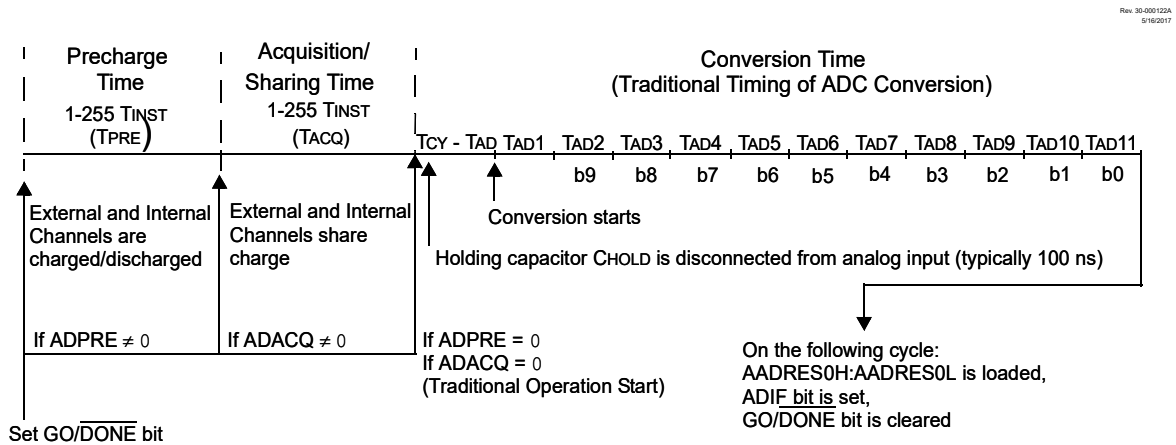 Rev. 30-000122A
5/16/2017
Precharge
Time
1-255 TINST
(TPRE)
Acquisition/
Sharing Time
1-255 TINST
(TACQ)
Conversion Time
(Traditional Timing of ADC Conversion)
TCY - TAD TAD1 TAD2 TAD3 TAD4 TAD5 TAD6 TAD7 TAD8 TAD9 TAD10 TAD11
b9 b8 b7 b6 b5 b4 b3 b2 b1 b0
External and Internal
Channels are
charged/discharged
External and Internal
Channels share
charge
Conversion starts
Holding capacitor CHOLD is disconnected from analog input (typically 100 ns)
If ADPRE ≠ 0
If ADACQ ≠ 0
If ADPRE = 0
If ADACQ = 0
(Traditional Operation Start)
On the following cycle:
AADRES0H:AADRES0L is loaded,
ADIF bit is set,
GO/DONE bit is cleared
Set GO/DONE bit